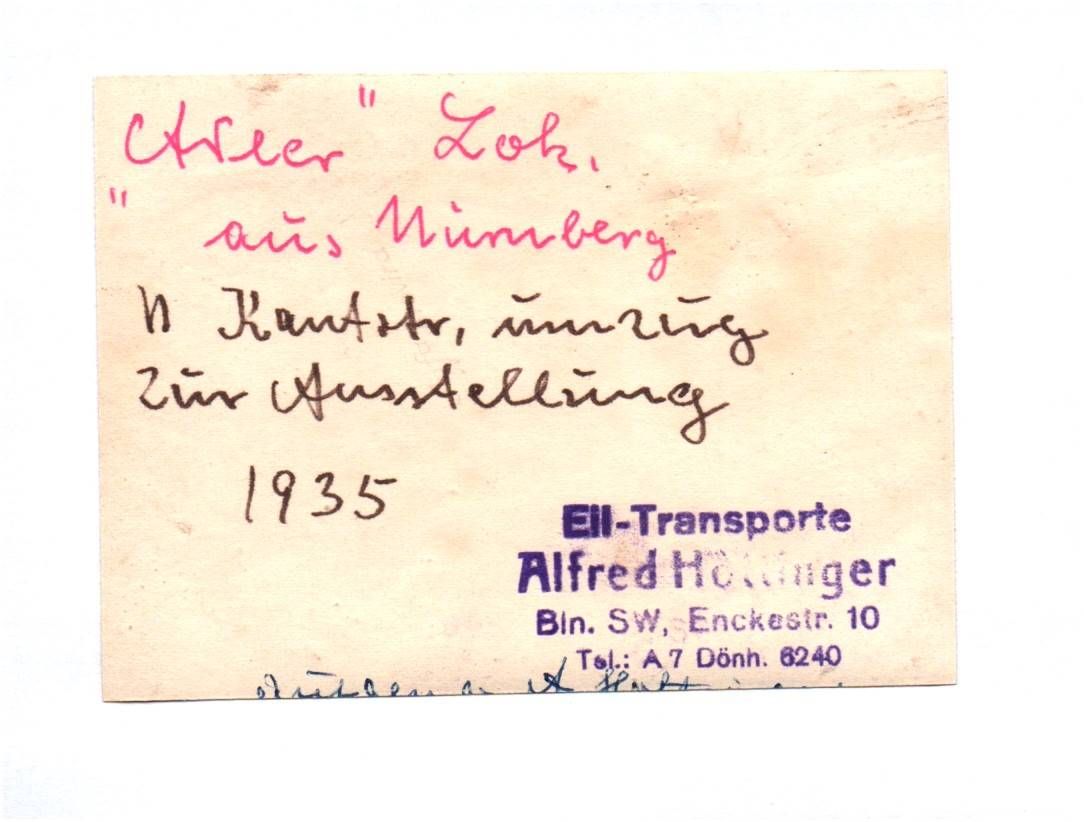 "Adler" Lok.
aus Nürnberg
Kantstr, umzug
zur Ausstellung
1935
Eil-Transporte
Alfred Höttinger
Bln. SW, Enckestr. 10
Tel.: A 7 Dönh. 6240